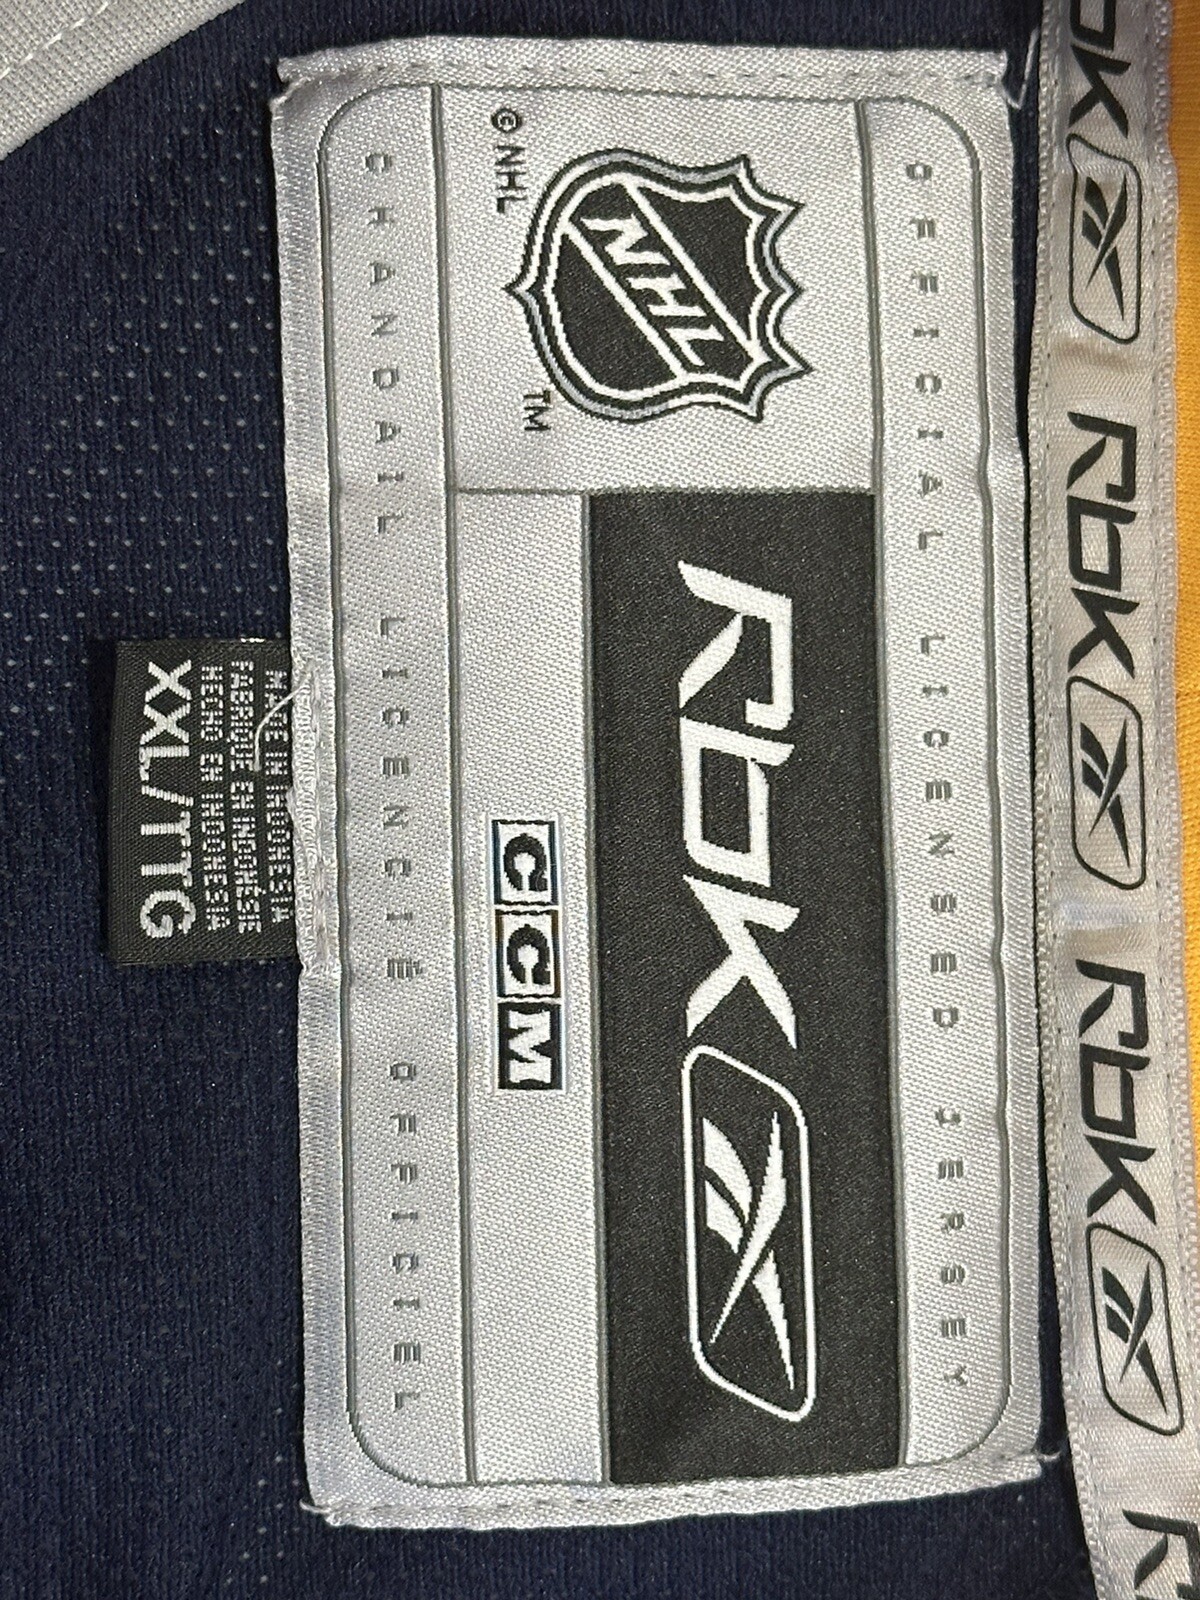 OFFICIAL LICENSED JERSEY
© NHL
NHL
TM
RbK
CCM
CHANDAIL LICENCIÉ OFFICIEL
MADE IN INDONESIA
FABRIQUÉ EN INDONÉSIE
HECHO EN INDONESIA
XXL/TTG
RbK
RbK
RbK